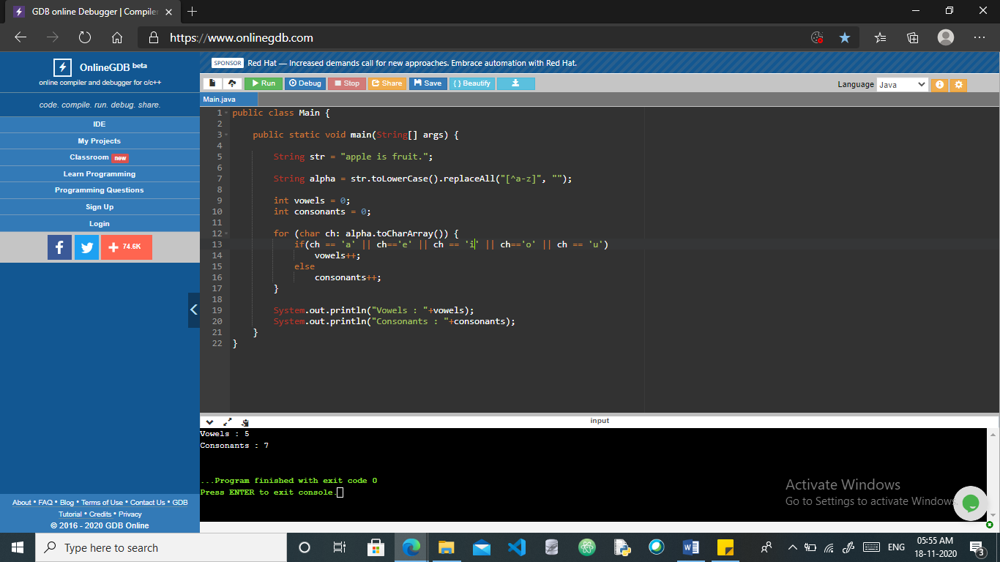 GDB online Debugger | Compiler
https://www.onlinegdb.com
OnlineGDB beta
online compiler and debugger for c/c++
code. compile. run. debug. share.
IDE
My Projects
Classroom new
Learn Programming
Programming Questions
Sign Up
Login
f + 74.6K
About • FAQ • Blog • Terms of Use • Contact Us • GDB
Tutorial • Credits • Privacy
© 2016 - 2020 GDB Online
SPONSOR Red Hat — Increased demands call for new approaches. Embrace automation with Red Hat.
Run Debug Stop Share Save { } Beautify Language Java
Main.java
1 public class Main {
2
3     public static void main(String[] args) {
4
5         String str = "apple is fruit.";
6
7         String alpha = str.toLowerCase().replaceAll("[^a-z]", "");
8
9         int vowels = 0;
10         int consonants = 0;
11
12         for (char ch: alpha.toCharArray()) {
13             if(ch == 'a' || ch=='e' || ch == 'i' || ch=='o' || ch == 'u')
14                 vowels++;
15             else
16                 consonants++;
17         }
18
19         System.out.println("Vowels : "+vowels);
20         System.out.println("Consonants : "+consonants);
21     }
22 }
input
Vowels : 5
Consonants : 7
...Program finished with exit code 0
Press ENTER to exit console.
Activate Windows
Go to Settings to activate Windows.
Type here to search
W
ENG
05:55 AM
18-11-2020
3